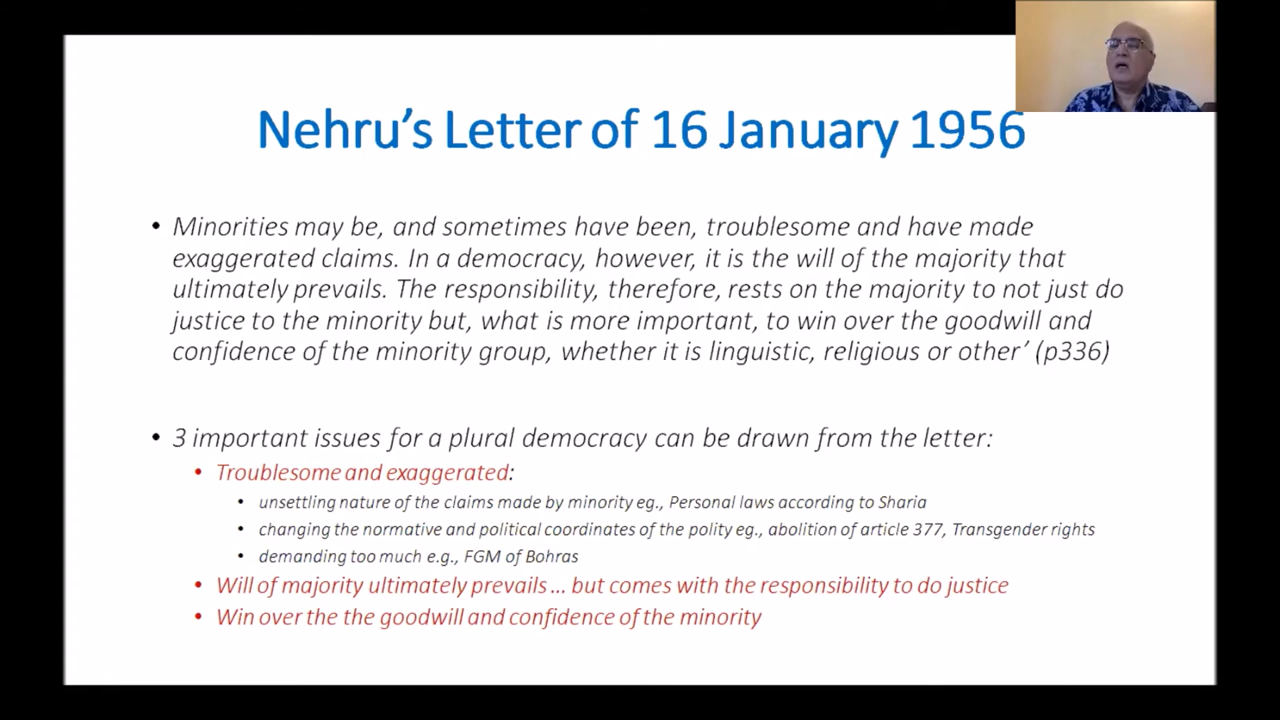 Nehru's Letter of 16 January 1956
• Minorities may be, and sometimes have been, troublesome and have made
exaggerated claims. In a democracy, however, it is the will of the majority that
ultimately prevails. The responsibility, therefore, rests on the majority to not just do
justice to the minority but, what is more important, to win over the goodwill and
confidence of the minority group, whether it is linguistic, religious or other' (p336)
• 3 important issues for a plural democracy can be drawn from the letter:
• Troublesome and exaggerated:
• unsettling nature of the claims made by minority eg., Personal laws according to Sharia
• changing the normative and political coordinates of the polity eg., abolition of article 377, Transgender rights
• demanding too much e.g., FGM of Bohras
• Will of majority ultimately prevails ... but comes with the responsibility to do justice
• Win over the the goodwill and confidence of the minority